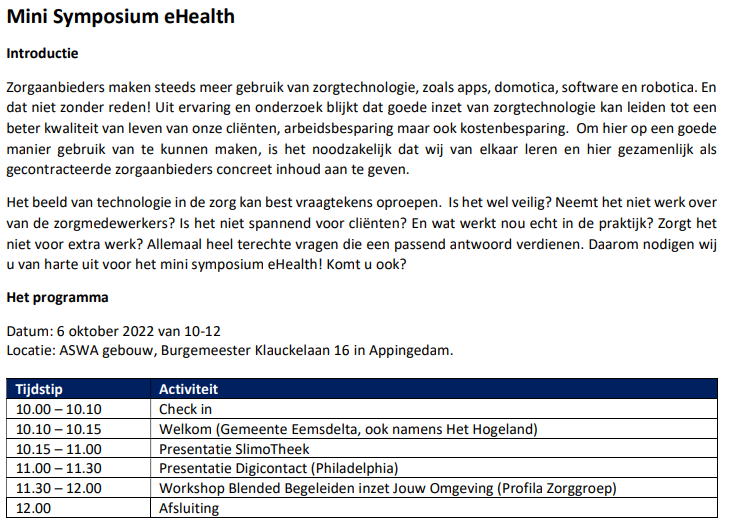 Mini Symposium eHealth
Introductie
Zorgaanbieders maken steeds meer gebruik van zorgtechnologie, zoals apps, domotica, software en robotica. En
dat niet zonder reden! Uit ervaring en onderzoek blijkt dat goede inzet van zorgtechnologie kan leiden tot een
beter kwaliteit van leven van onze cliënten, arbeidsbesparing maar ook kostenbesparing. Om hier op een goede
manier gebruik van te kunnen maken, is het noodzakelijk dat wij van elkaar leren en hier gezamenlijk als
gecontracteerde zorgaanbieders concreet inhoud aan te geven.
Het beeld van technologie in de zorg kan best vraagtekens oproepen. Is het wel veilig? Neemt het niet werk over
van de zorgmedewerkers? Is het niet spannend voor cliënten? En wat werkt nou echt in de praktijk? Zorgt het
niet voor extra werk? Allemaal heel terechte vragen die een passend antwoord verdienen. Daarom nodigen wij
u van harte uit voor het mini symposium eHealth! Komt u ook?
Het programma
Datum: 6 oktober 2022 van 10-12
Locatie: ASWA gebouw, Burgemeester Klauckelaan 16 in Appingedam.
Tijdstip Activiteit
10.00 – 10.10 Check in
10.10 – 10.15 Welkom (Gemeente Eemsdelta, ook namens Het Hogeland)
10.15 – 11.00 Presentatie SlimoTheek
11.00 – 11.30 Presentatie Digicontact (Philadelphia)
11.30 – 12.00 Workshop Blended Begeleiden inzet Jouw Omgeving (Profila Zorggroep)
12.00 Afsluiting